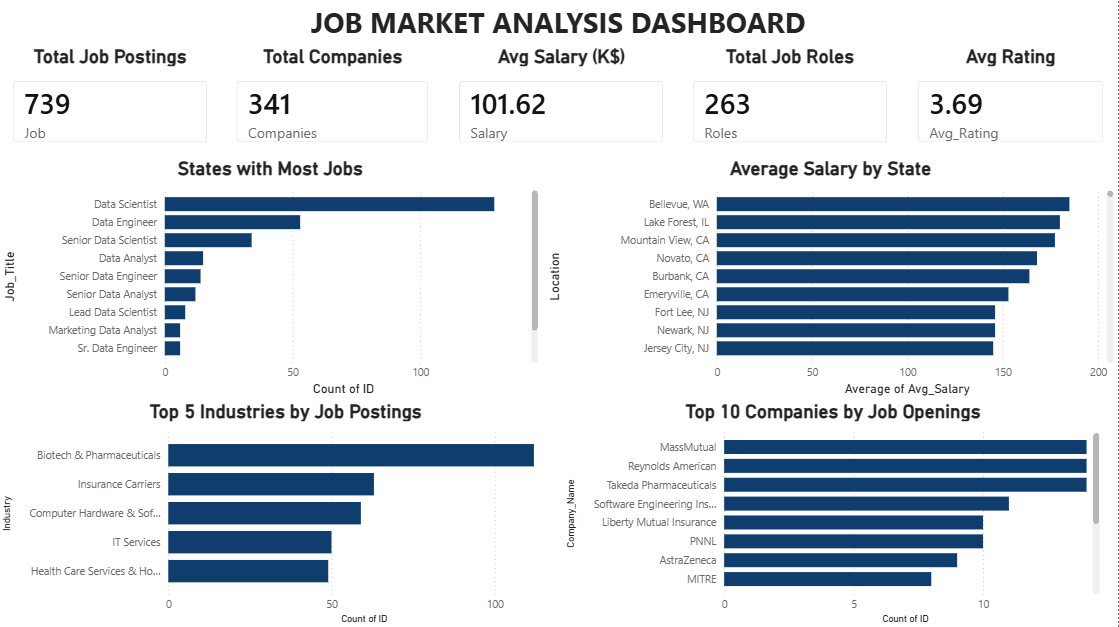 JOB MARKET ANALYSIS DASHBOARD
Total Job Postings
Total Companies
Avg Salary (K$)
Total Job Roles
Avg Rating
739
Job
341
Companies
101.62
Salary
263
Roles
3.69
Avg_Rating
States with Most Jobs
Job_Title
Data Scientist
Data Engineer
Senior Data Scientist
Data Analyst
Senior Data Engineer
Senior Data Analyst
Lead Data Scientist
Marketing Data Analyst
Sr. Data Engineer
0 50 100
Count of ID
Average Salary by State
Location
Bellevue, WA
Lake Forest, IL
Mountain View, CA
Novato, CA
Burbank, CA
Emeryville, CA
Fort Lee, NJ
Newark, NJ
Jersey City, NJ
0 50 100 150 200
Average of Avg_Salary
Top 5 Industries by Job Postings
Industry
Biotech & Pharmaceuticals
Insurance Carriers
Computer Hardware & Sof...
IT Services
Health Care Services & Ho...
0 50 100
Count of ID
Top 10 Companies by Job Openings
Company_Name
MassMutual
Reynolds American
Takeda Pharmaceuticals
Software Engineering Ins...
Liberty Mutual Insurance
PNNL
AstraZeneca
MITRE
0 5 10
Count of ID